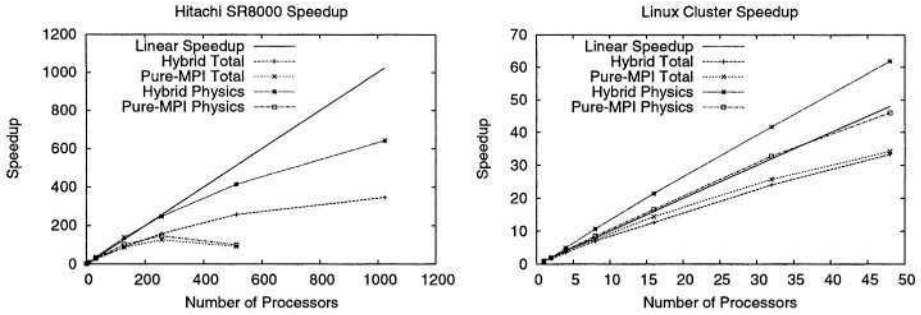 Hitachi SR8000 Speedup
1200
1000
800
600
400
200
0
Speedup
Linear Speedup
Hybrid Total
Pure-MPI Total
Hybrid Physics
Pure-MPI Physics
0 200 400 600 800 1000 1200
Number of Processors
Linux Cluster Speedup
70
60
50
40
30
20
10
0
Speedup
Linear Speedup
Hybrid Total
Pure-MPI Total
Hybrid Physics
Pure-MPI Physics
0 5 10 15 20 25 30 35 40 45 50
Number of Processors